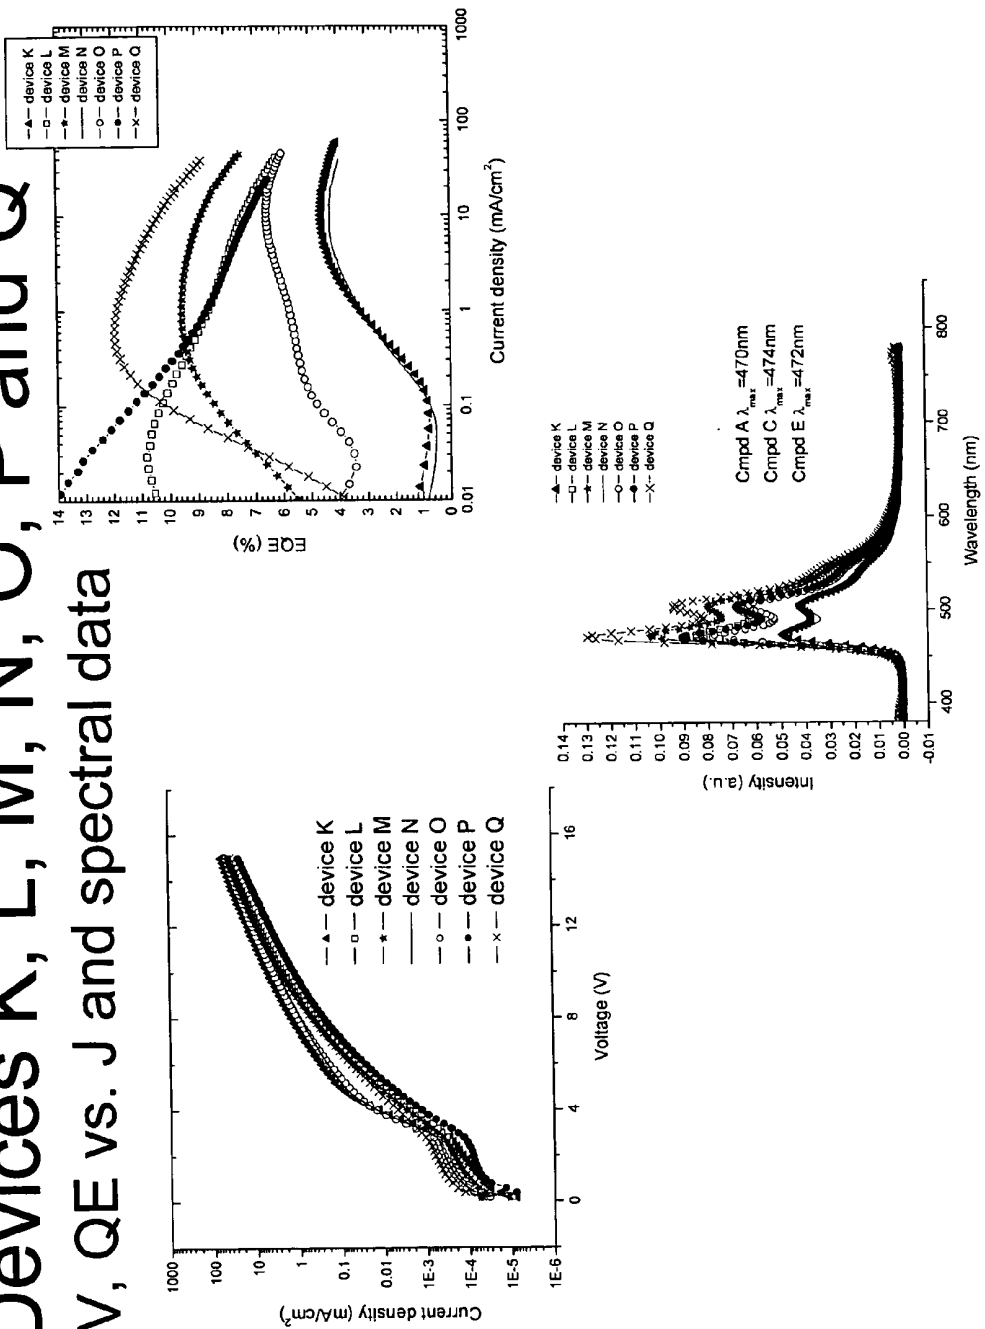 Devices K, L, M, N, O, P and Q
V, QE vs. J and spectral data
1000
100
10
1
0.1
0.01
1E-3
1E-4
1E-5
1E-6
Current density (mA/cm²)
0
4
8
12
16
Voltage (V)
device K
device L
device M
device N
device O
device P
device Q
14
13
12
11
10
9
8
7
6
5
4
3
2
1
0
EQE (%)
0.01
0.1
1
10
100
1000
Current density (mA/cm²)
device K
device L
device M
device N
device O
device P
device Q
0.14
0.13
0.12
0.11
0.10
0.09
0.08
0.07
0.06
0.05
0.04
0.03
0.02
0.01
0.00
-0.01
Intensity (a.u.)
400
500
600
700
800
Wavelength (nm)
device K
device L
device M
device N
device O
device P
device Q
Cmpd A λmax =470nm
Cmpd C λmax =474nm
Cmpd E λmax =472nm